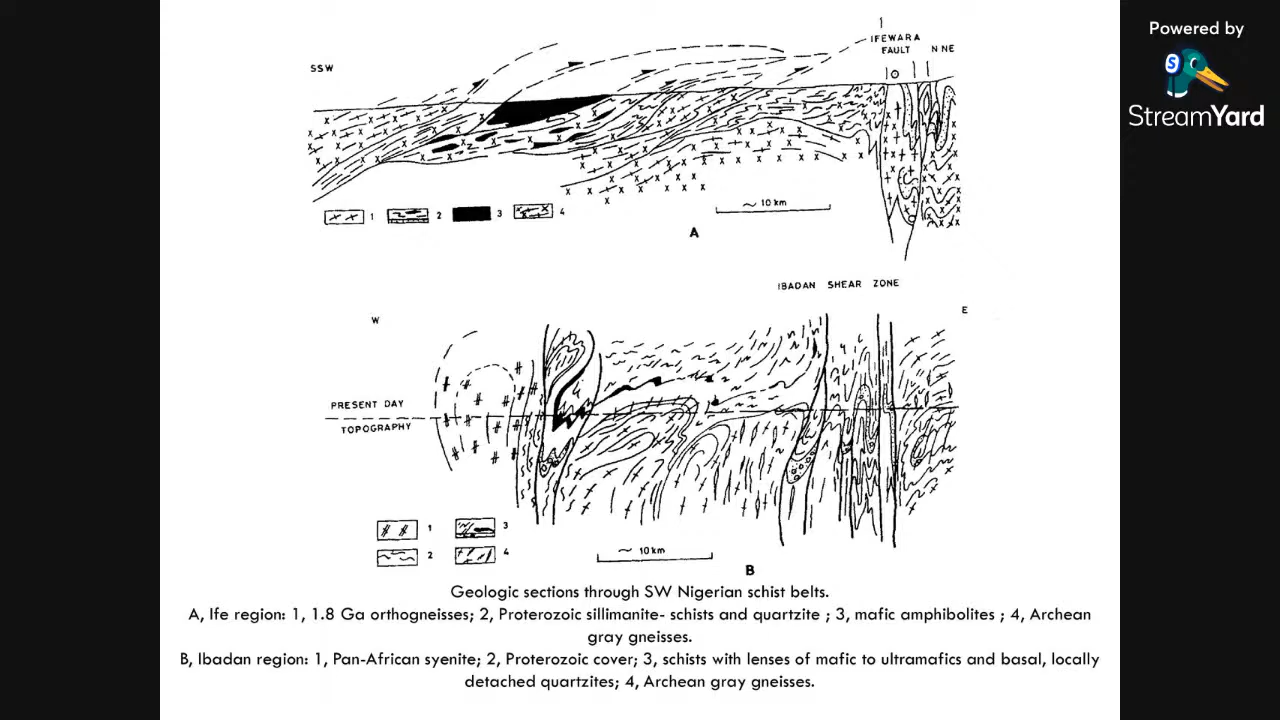 Powered by
StreamYard
IFEWARA
FAULT
N NE
SSW
1
2
3
4
~ 10 km
A
IBADAN SHEAR ZONE
W
E
PRESENT DAY
TOPOGRAPHY
1
3
2
4
~ 10 km
B
Geologic sections through SW Nigerian schist belts.
A, Ife region: 1, 1.8 Ga orthogneisses; 2, Proterozoic sillimanite- schists and quartzite ; 3, mafic amphibolites ; 4, Archean
gray gneisses.
B, Ibadan region: 1, Pan-African syenite; 2, Proterozoic cover; 3, schists with lenses of mafic to ultramafics and basal, locally
detached quartzites; 4, Archean gray gneisses.